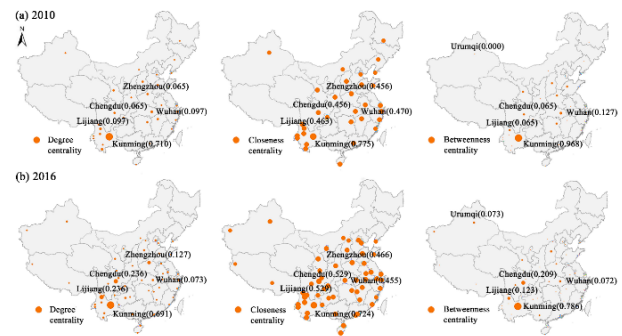 (a) 2010
N
Zhengzhou(0.065)
Chengdu(0.065)
Wuhan(0.097)
Lijiang(0.097)
Kunming(0.710)
Degree
centrality
Zhengzhou(0.456)
Chengdu(0.456)
Wuhan(0.470)
Lijiang(0.463)
Kunming(0.775)
Closeness
centrality
Urumqi(0.000)
Chengdu(0.065)
Wuhan(0.127)
Lijiang(0.065)
Kunming(0.968)
Betweenness
centrality
(b) 2016
Zhengzhou(0.127)
Chengdu(0.236)
Wuhan(0.073)
Lijiang(0.236)
Kunming(0.691)
Degree
centrality
Zhengzhou(0.466)
Chengdu(0.529)
Wuhan(0.455)
Lijiang(0.529)
Kunming(0.724)
Closeness
centrality
Urumqi(0.073)
Chengdu(0.209)
Wuhan(0.072)
Lijiang(0.123)
Kunming(0.786)
Betweenness
centrality